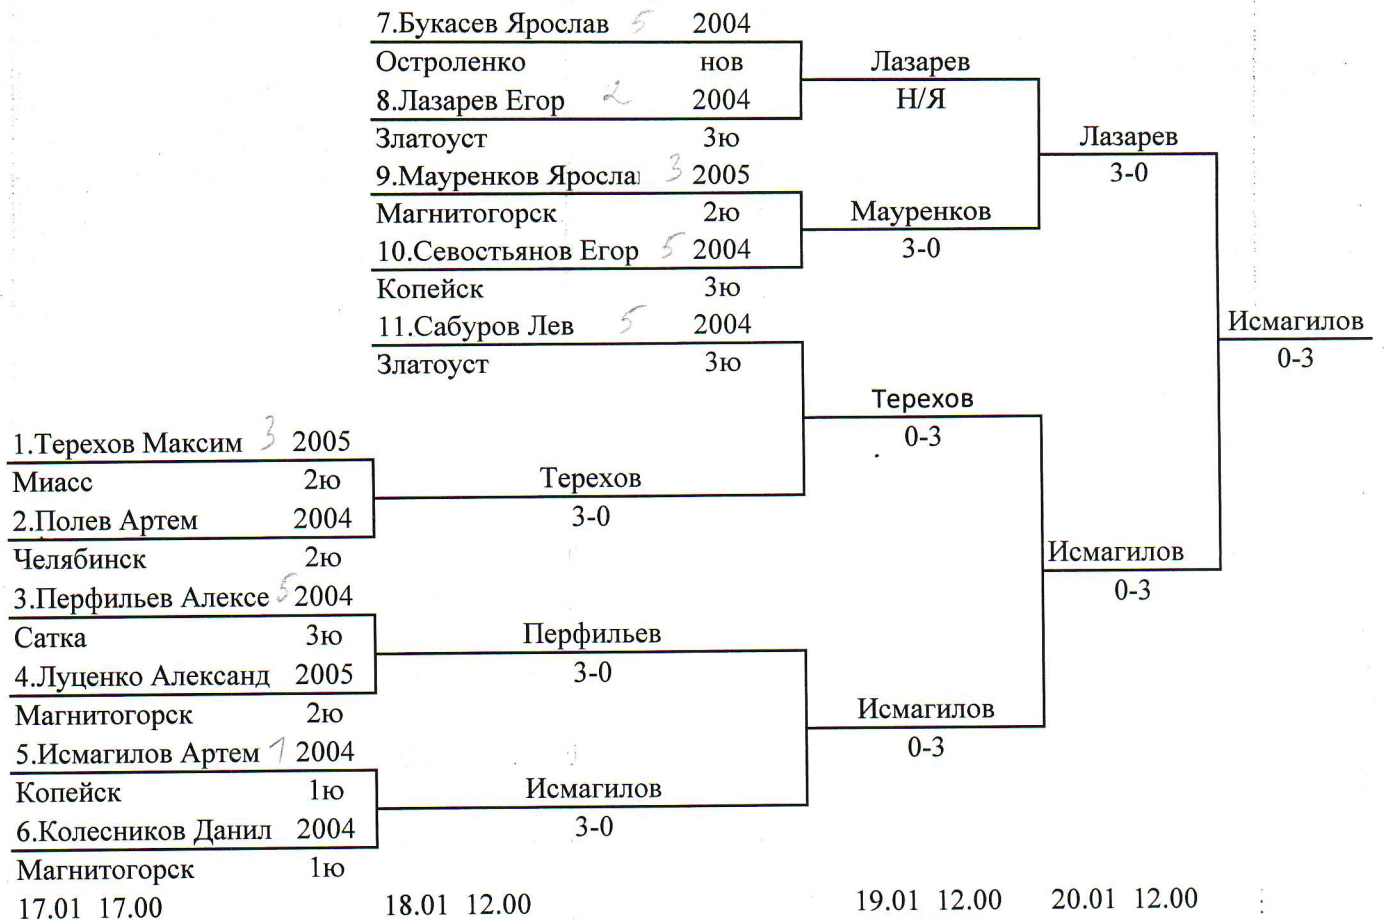 7.Букасев Ярослав 5 2004
Остроленко нов
8.Лазарев Егор 2 2004
Златоуст 3ю
9.Мауренков Яросла 3 2005
Магнитогорск 2ю
10.Севостьянов Егор 5 2004
Копейск 3ю
11.Сабуров Лев 5 2004
Златоуст 3ю
1.Терехов Максим 3 2005
Миасс 2ю
2.Полев Артем 2004
Челябинск 2ю
3.Перфильев Алексе 5 2004
Сатка 3ю
4.Луценко Александ 2005
Магнитогорск 2ю
5.Исмагилов Артем 1 2004
Копейск 1ю
6.Колесников Данил 2004
Магнитогорск 1ю
17.01 17.00
Терехов
3-0
Перфильев
3-0
Исмагилов
3-0
18.01 12.00
Лазарев
Н/Я
Мауренков
3-0
Терехов
0-3
Исмагилов
0-3
19.01 12.00
Лазарев
3-0
Исмагилов
0-3
20.01 12.00
Исмагилов
0-3